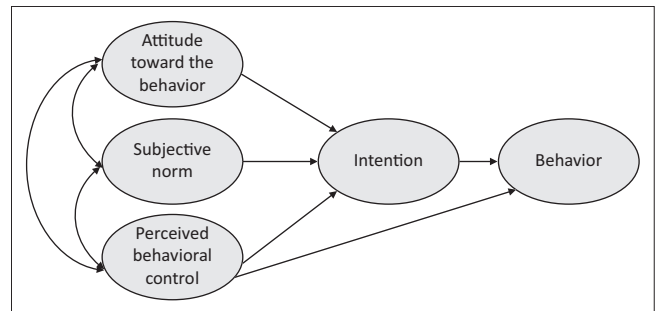 Attitude
toward the
behavior
Subjective
norm
Intention
Behavior
Perceived
behavioral
control